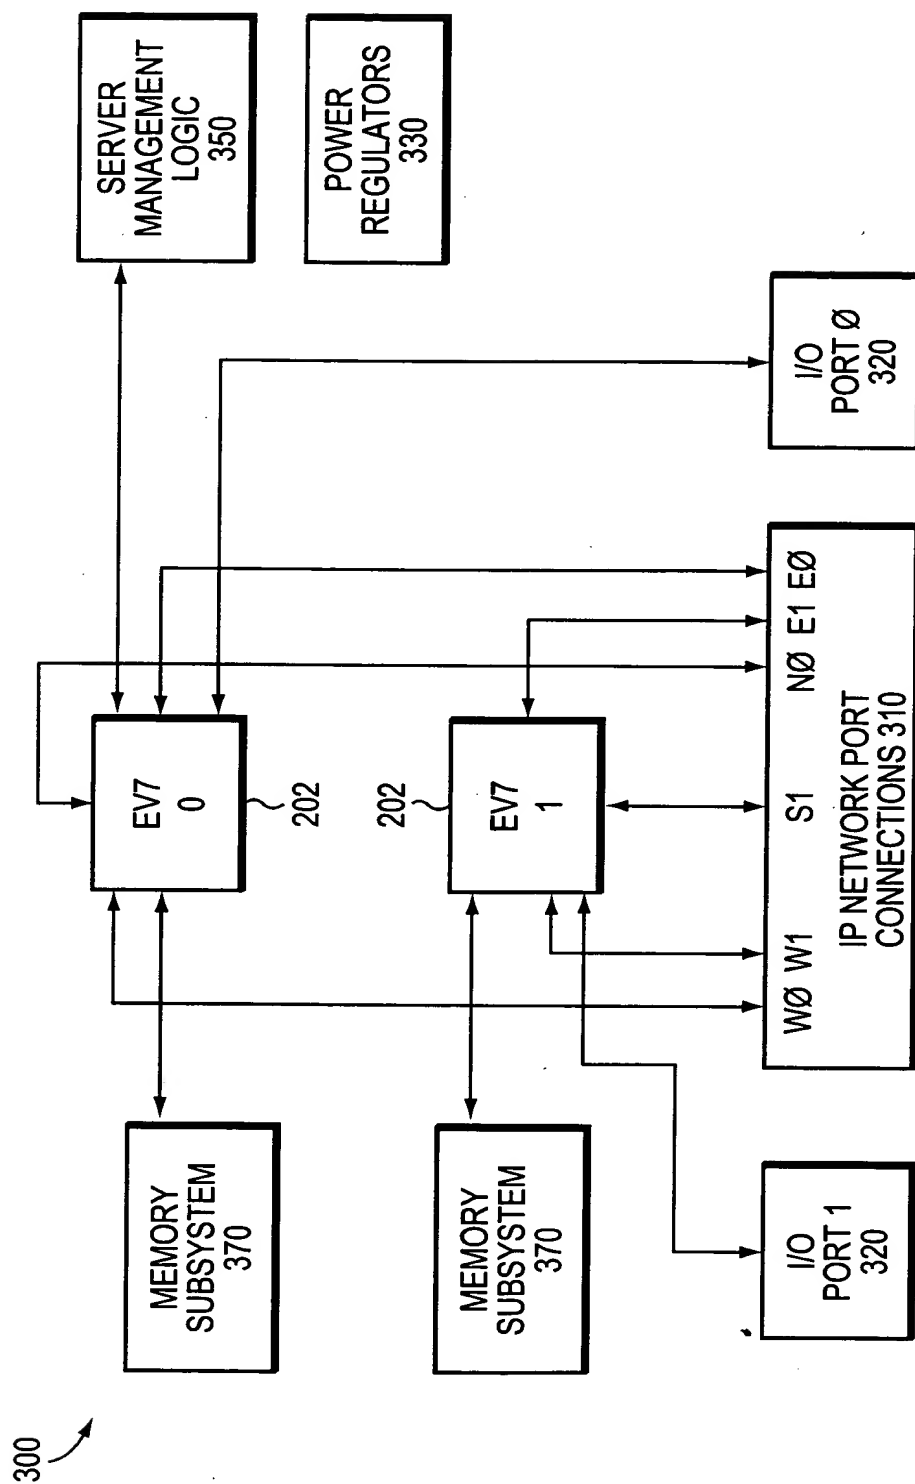 300
MEMORY
SUBSYSTEM
370
EV7
0
202
SERVER
MANAGEMENT
LOGIC
350
POWER
REGULATORS
330
MEMORY
SUBSYSTEM
370
202
EV7
1
I/O
PORT 1
320
WØ W1 S1 NØ E1 EØ
IP NETWORK PORT
CONNECTIONS 310
I/O
PORT Ø
320